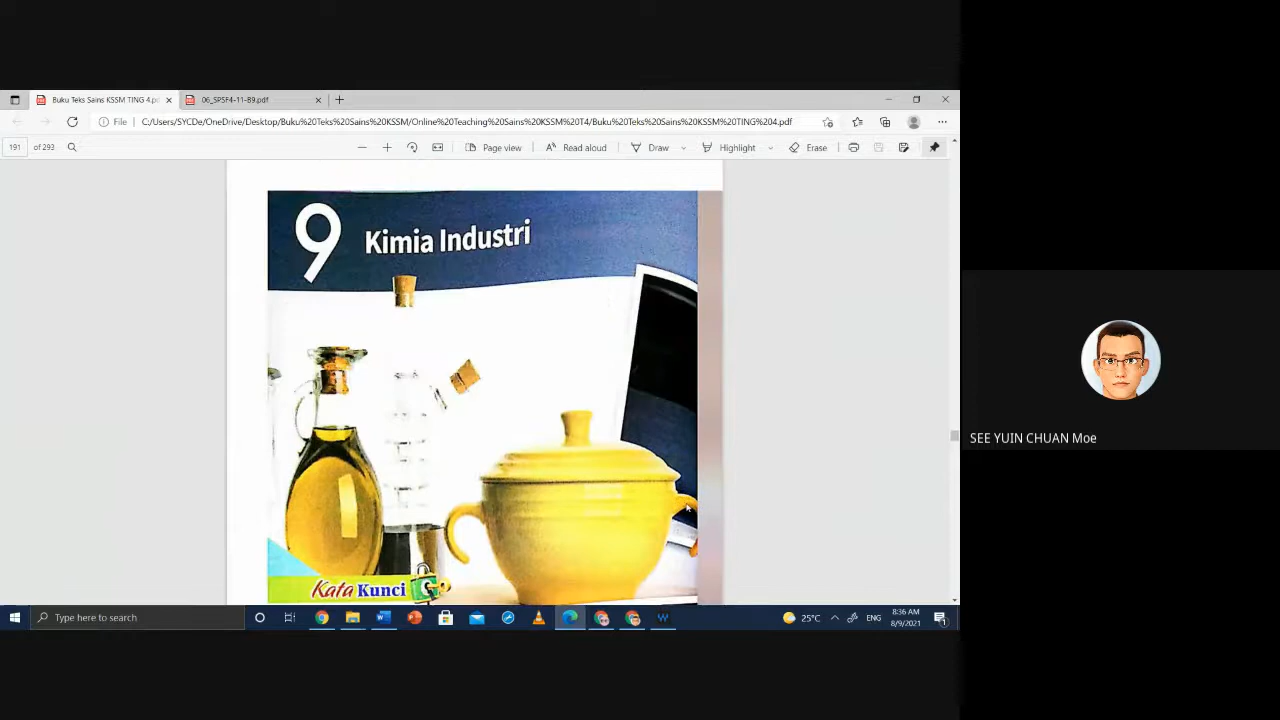 Buku Teks Sains KSSM TING 4.pd
06_SPSF4-11-B9.pdf
File
C:/Users/SYCDe/OneDrive/Desktop/Buku%20Teks%20Sains%20KSSM/Online%20Teaching%20Sains%20KSSM%20T4/Buku%20Teks%20Sains%20KSSM%20TING%204.pdf
191 of 293
Page view
Read aloud
Draw
Highlight
Erase
9 Kimia Industri
SEE YUIN CHUAN Moe
Kata Kunci
Type here to search
25°C
ENG
8:36 AM
8/9/2021